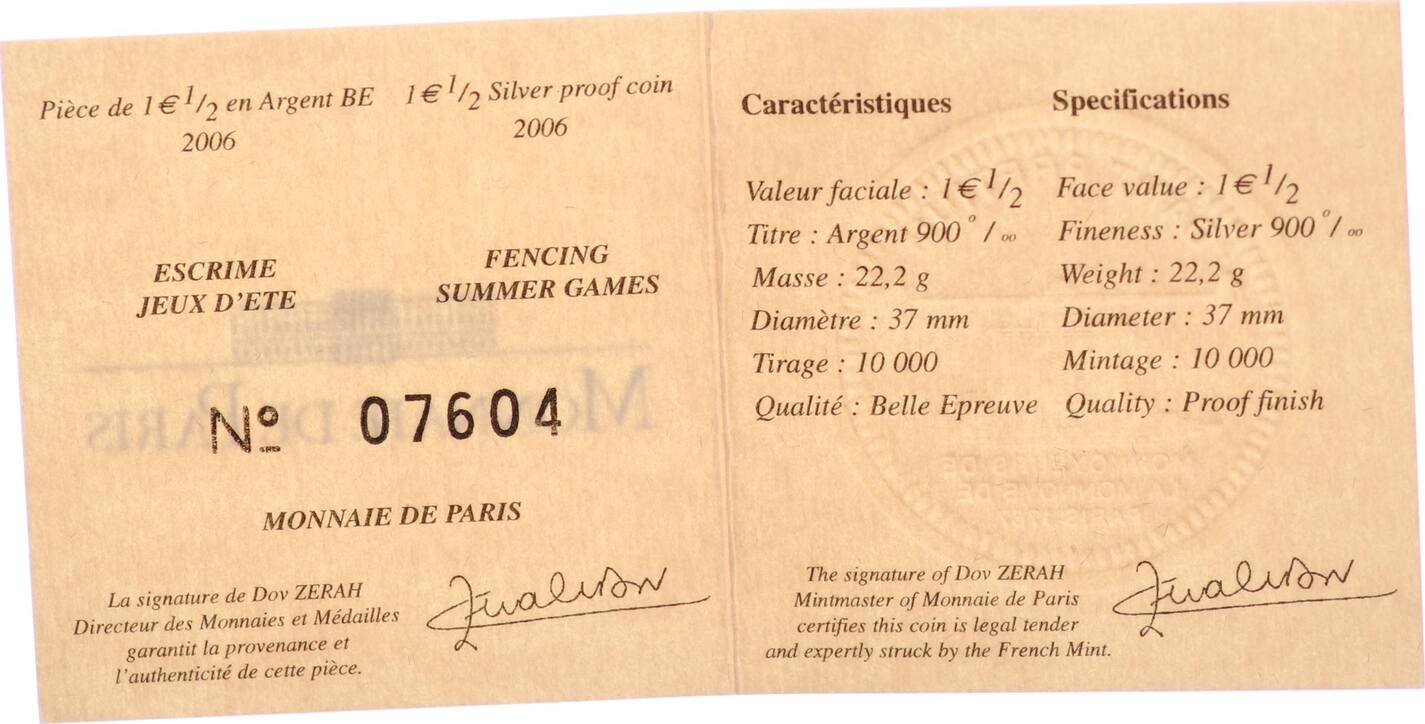 Pièce de 1€ 1/2 en Argent BE
2006
1€ 1/2 Silver proof coin
2006
ESCRIME
JEUX D'ETE
FENCING
SUMMER GAMES
MONNAIE DE PARIS
Nº 07604
MONNAIE DE PARIS
La signature de Dov ZERAH
Directeur des Monnaies et Médailles
garantit la provenance et
l'authenticité de cette pièce.
Caractéristiques
Valeur faciale : 1€ 1/2
Titre : Argent 900 °/oo
Masse : 22,2 g
Diamètre : 37 mm
Tirage : 10 000
Qualité : Belle Epreuve
Specifications
Face value : 1€ 1/2
Fineness : Silver 900 °/oo
Weight : 22,2 g
Diameter : 37 mm
Mintage : 10 000
Quality : Proof finish
The signature of Dov ZERAH
Mintmaster of Monnaie de Paris
certifies this coin is legal tender
and expertly struck by the French Mint.